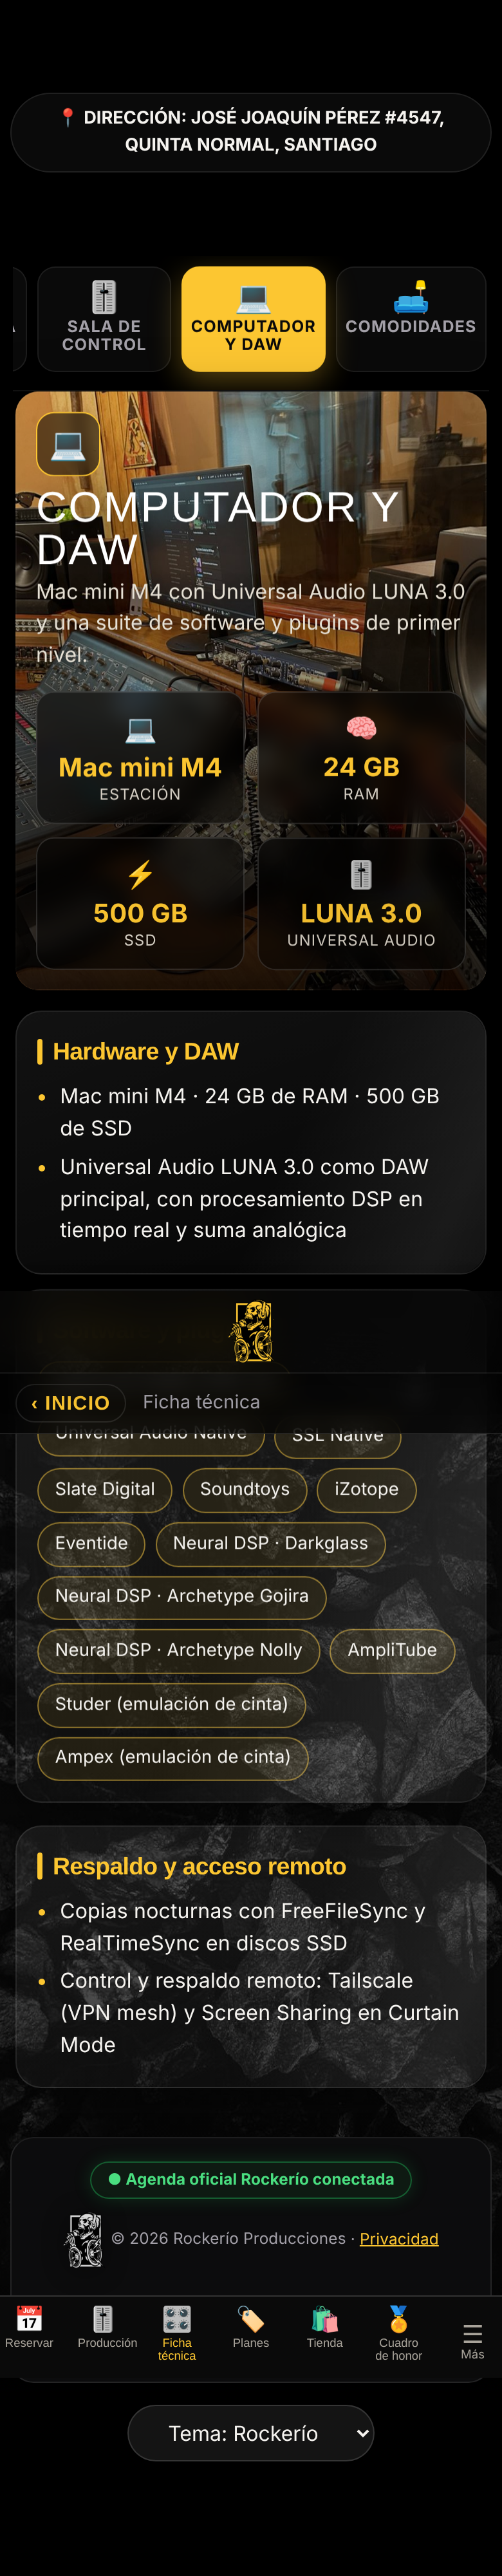 DIRECCIÓN: JOSÉ JOAQUÍN PÉREZ #4547,
QUINTA NORMAL, SANTIAGO
SALA DE
CONTROL
COMPUTADOR
Y DAW
COMODIDADES
COMPUTADOR Y
DAW
Mac mini M4 con Universal Audio LUNA 3.0
y una suite de software y plugins de primer
nivel.
Mac mini M4
ESTACIÓN
24 GB
RAM
500 GB
SSD
LUNA 3.0
UNIVERSAL AUDIO
Hardware y DAW
• Mac mini M4 · 24 GB de RAM · 500 GB
de SSD
• Universal Audio LUNA 3.0 como DAW
principal, con procesamiento DSP en
tiempo real y suma analógica
‹ INICIO Ficha técnica
Universal Audio Native SSL Native
Slate Digital Soundtoys iZotope
Eventide Neural DSP · Darkglass
Neural DSP · Archetype Gojira
Neural DSP · Archetype Nolly AmpliTube
Studer (emulación de cinta)
Ampex (emulación de cinta)
Respaldo y acceso remoto
• Copias nocturnas con FreeFileSync y
RealTimeSync en discos SSD
• Control y respaldo remoto: Tailscale
(VPN mesh) y Screen Sharing en Curtain
Mode
Agenda oficial Rockerío conectada
© 2026 Rockerío Producciones · Privacidad
Reservar
Producción
Ficha
técnica
Planes
Tienda
Cuadro
de honor
Más
Tema: Rockerío